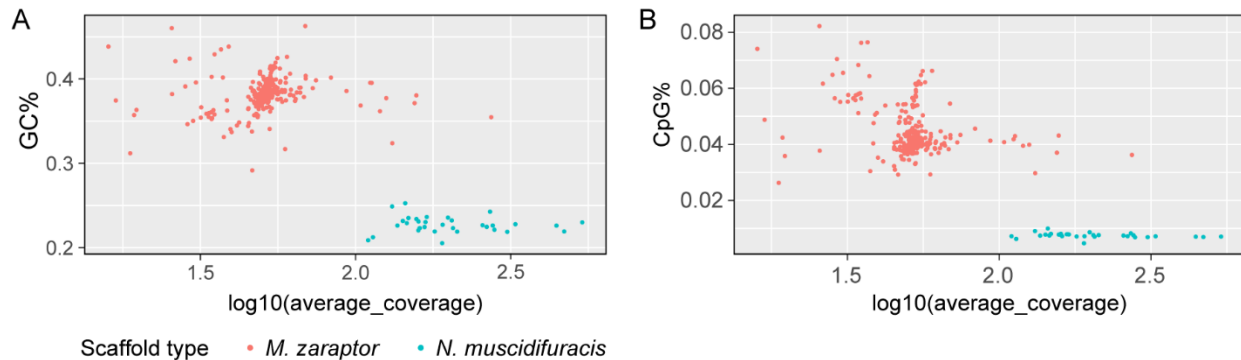 A
GC%
0.4
0.3
0.2
1.5 2.0 2.5
log10(average_coverage)
B
CpG%
0.08
0.06
0.04
0.02
1.5 2.0 2.5
log10(average_coverage)
Scaffold type M. zaraptor N. muscidifuracis